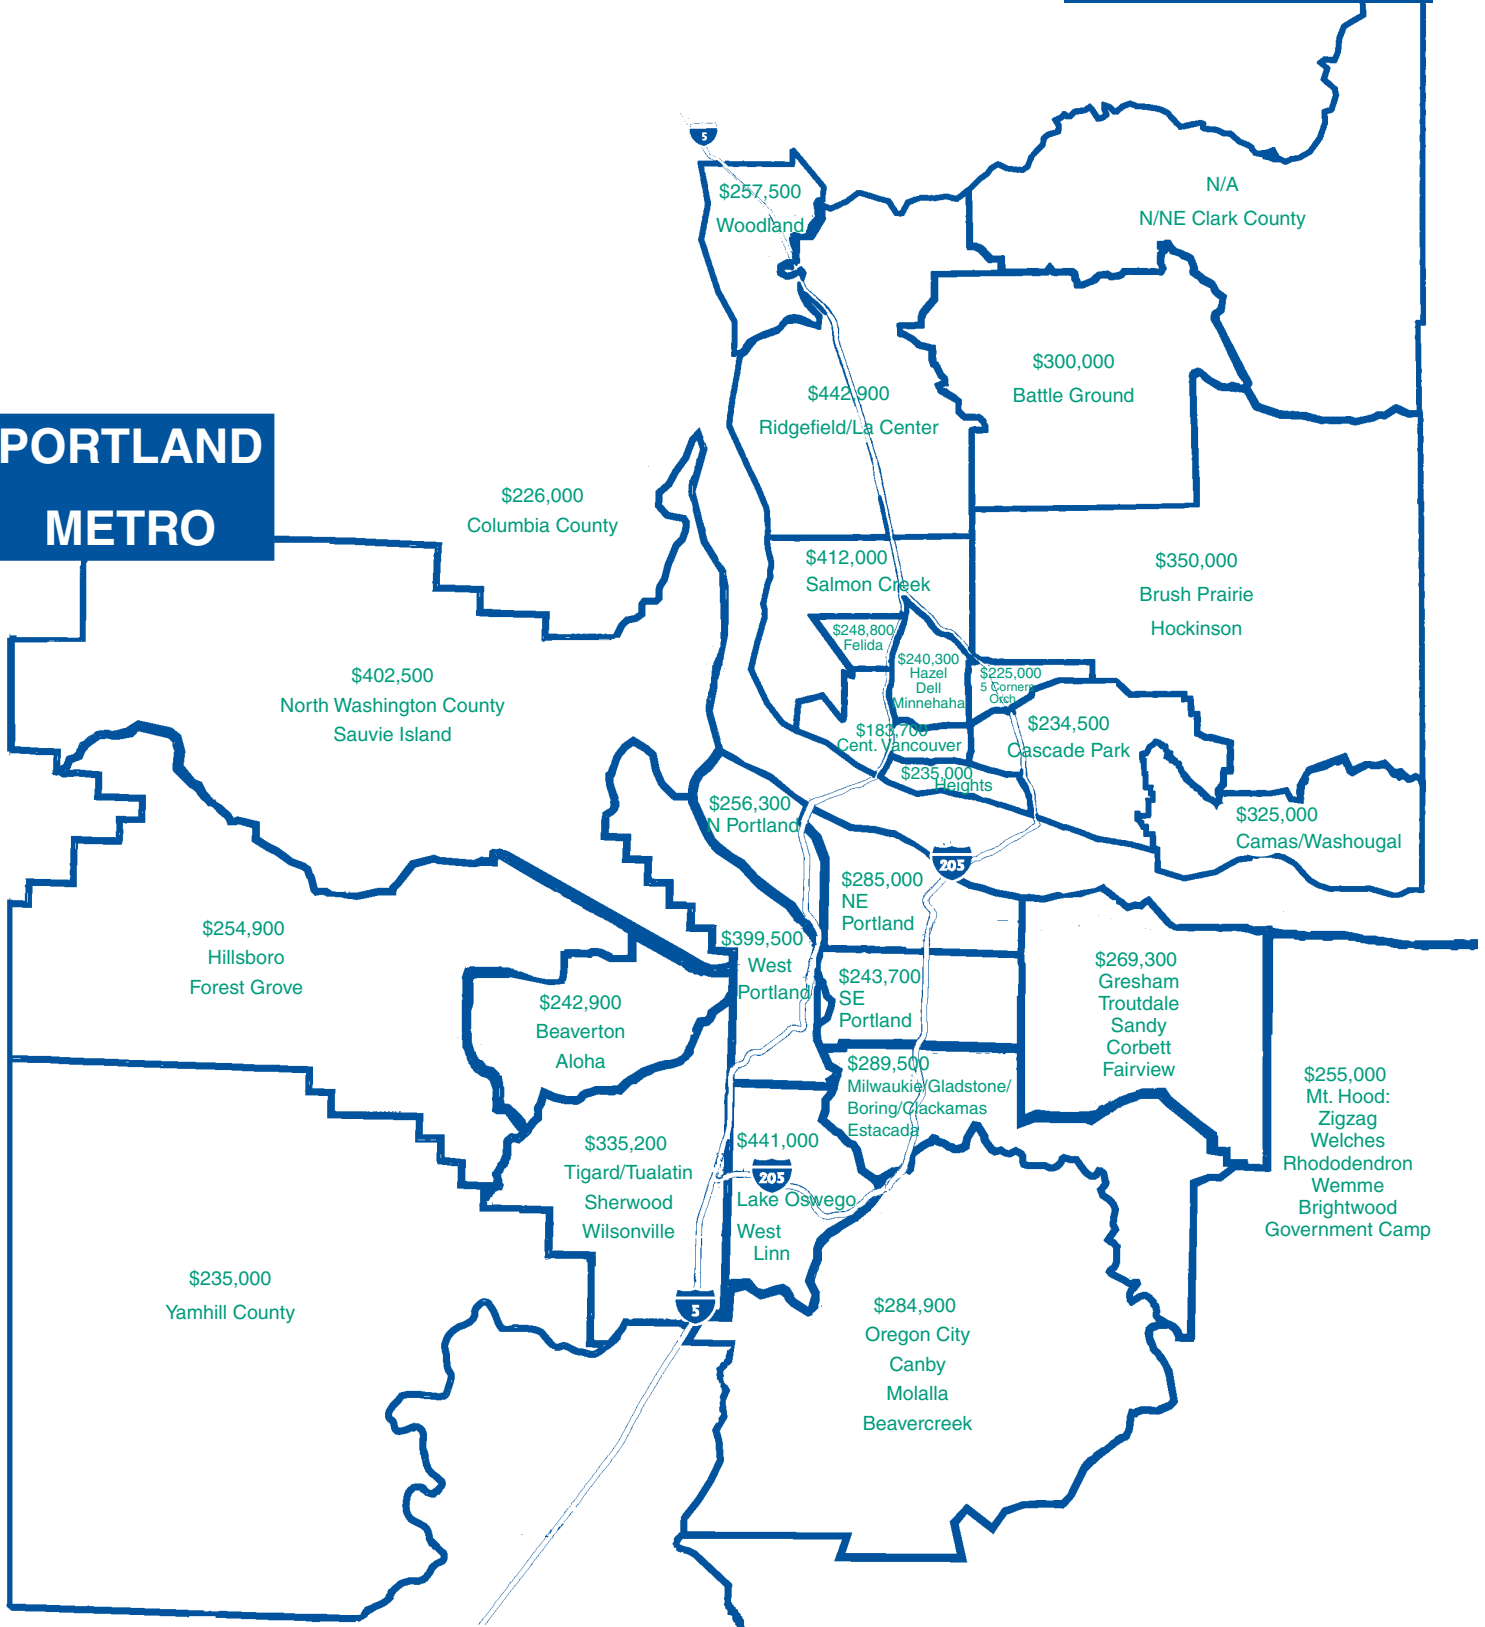 5
$257,500
Woodland
N/A
N/NE Clark County
$300,000
Battle Ground
$442,900
Ridgefield/La Center
PORTLAND
METRO
$226,000
Columbia County
$412,000
Salmon Creek
$350,000
Brush Prairie
Hockinson
$248,800
Felida
$240,300
Hazel
Dell
Minnehaha
$225,000
5 Corners
Orch
$402,500
North Washington County
Sauvie Island
$183,700
Cent. Vancouver
$234,500
Cascade Park
$235,000
Heights
$256,300
N Portland
$325,000
Camas/Washougal
205
$285,000
NE
Portland
$254,900
Hillsboro
Forest Grove
$399,500
West
Portland
$243,700
SE
Portland
$269,300
Gresham
Troutdale
Sandy
Corbett
Fairview
$242,900
Beaverton
Aloha
$289,500
Milwaukie/Gladstone/
Boring/Clackamas
Estacada
$255,000
Mt. Hood:
Zigzag
Welches
Rhododendron
Wemme
Brightwood
Government Camp
$335,200
Tigard/Tualatin
Sherwood
Wilsonville
$441,000
205
Lake Oswego
West
Linn
$235,000
Yamhill County
5
$284,900
Oregon City
Canby
Molalla
Beavercreek